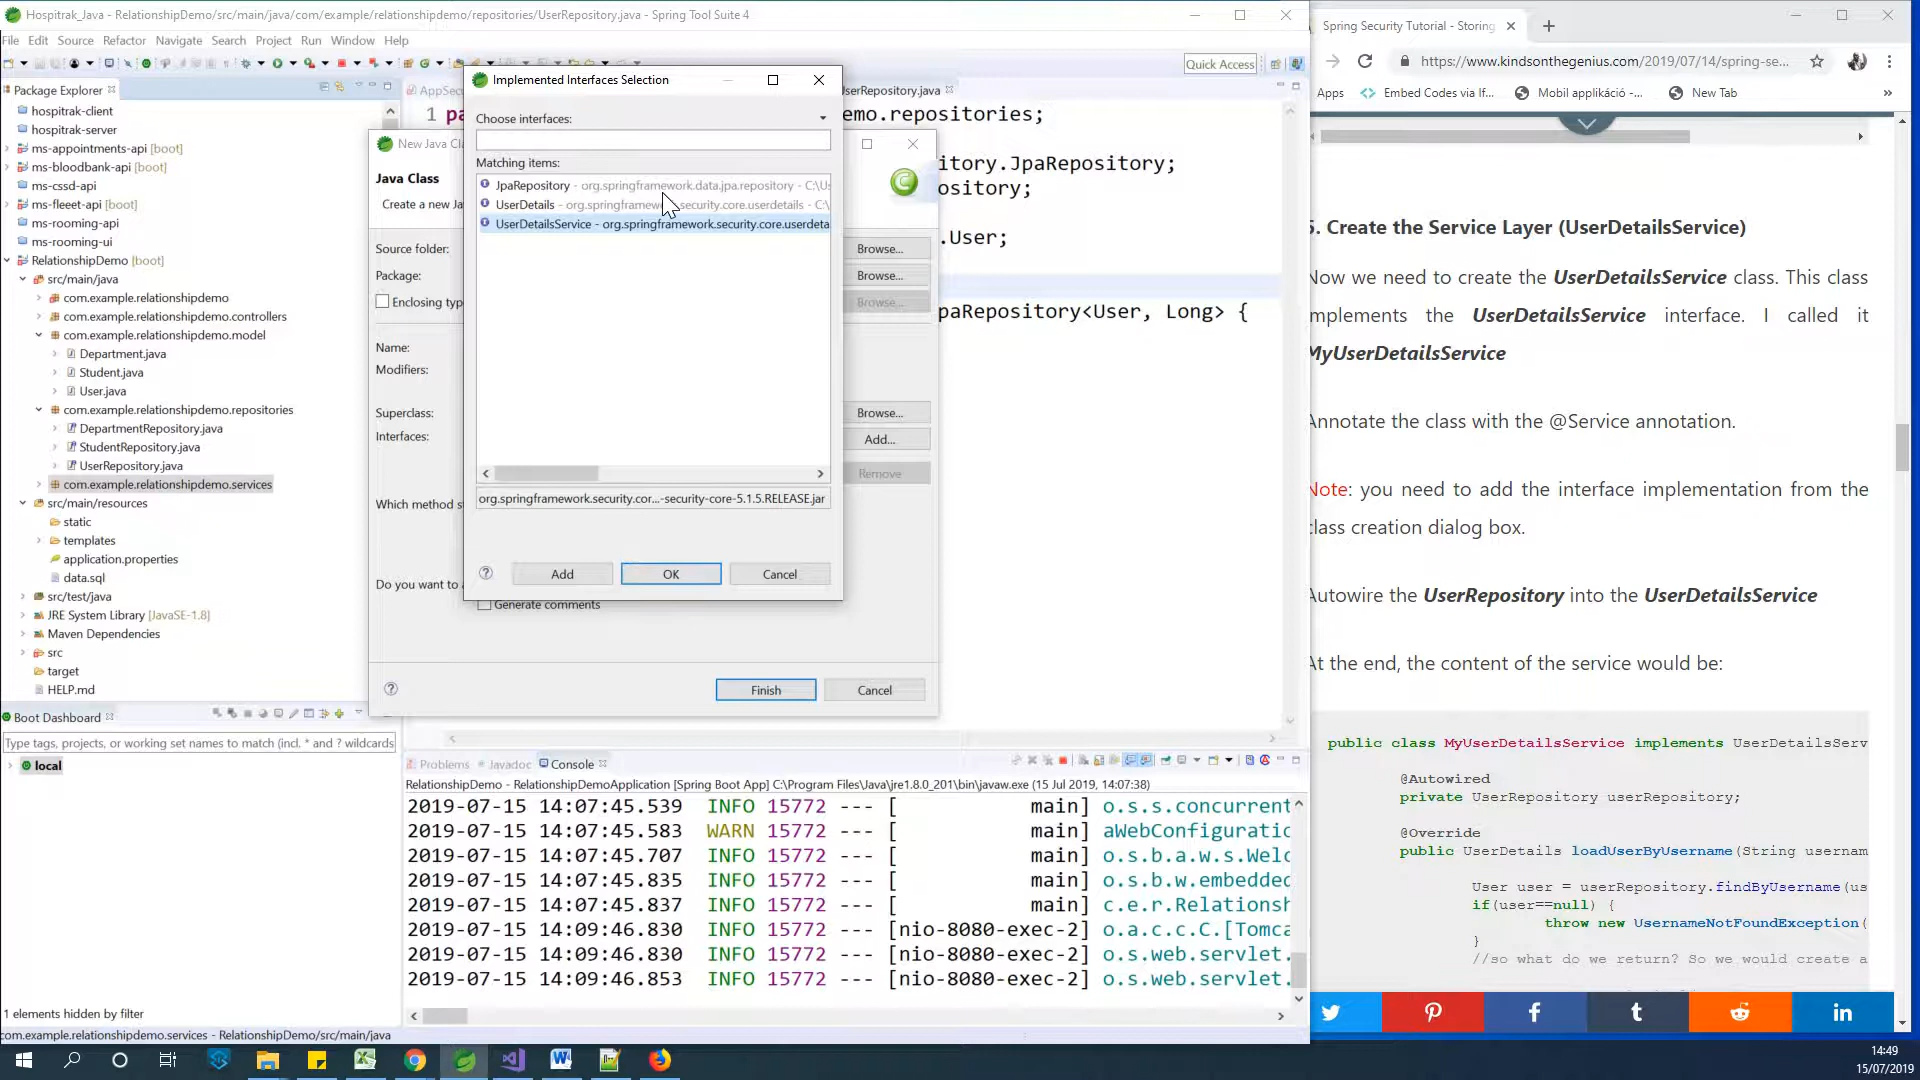 Hospitrak_Java - RelationshipDemo/src/main/java/com/example/relationshipdemo/repositories/UserRepository.java - Spring Tool Suite 4
File Edit Source Refactor Navigate Search Project Run Window Help
Quick Access
Package Explorer
hospitrak-client
hospitrak-server
ms-appointments-api [boot]
ms-bloodbank-api [boot]
ms-cssd-api
ms-fleeet-api [boot]
ms-rooming-api
ms-rooming-ui
RelationshipDemo [boot]
src/main/java
com.example.relationshipdemo
com.example.relationshipdemo.controllers
com.example.relationshipdemo.model
Department.java
Student.java
User.java
com.example.relationshipdemo.repositories
DepartmentRepository.java
StudentRepository.java
UserRepository.java
com.example.relationshipdemo.services
src/main/resources
static
templates
application.properties
data.sql
src/test/java
JRE System Library [JavaSE-1.8]
Maven Dependencies
src
target
HELP.md
Boot Dashboard
Type tags, projects, or working set names to match (incl. * and ? wildcards
local
1 elements hidden by filter
com.example.relationshipdemo.services - RelationshipDemo/src/main/java
AppSec
UserRepository.java
1 pa
emo.repositories;
itory.JpaRepository;
ository;
.User;
paRepository<User, Long> {
New Java Cla
Java Class
Create a new Ja
Source folder:
Browse...
Package:
Browse...
Enclosing type
Browse...
Name:
Modifiers:
Superclass:
Browse...
Interfaces:
Add...
Remove
Which method s
Do you want to a
Generate comments
Finish
Cancel
Implemented Interfaces Selection
Choose interfaces:
Matching items:
JpaRepository - org.springframework.data.jpa.repository - C:\Us
UserDetails - org.springframework.security.core.userdetails - C:\
UserDetailsService - org.springframework.security.core.userdeta
org.springframework.security.cor...-security-core-5.1.5.RELEASE.jar
Add
OK
Cancel
Problems
Javadoc
Console
RelationshipDemo - RelationshipDemoApplication [Spring Boot App] C:\Program Files\Java\jre1.8.0_201\bin\javaw.exe (15 Jul 2019, 14:07:38)
2019-07-15 14:07:45.539 INFO 15772 --- [ main] o.s.s.concurrent
2019-07-15 14:07:45.583 WARN 15772 --- [ main] aWebConfiguratic
2019-07-15 14:07:45.707 INFO 15772 --- [ main] o.s.b.a.w.s.Welc
2019-07-15 14:07:45.835 INFO 15772 --- [ main] o.s.b.w.embedded
2019-07-15 14:07:45.837 INFO 15772 --- [ main] c.e.r.Relationsh
2019-07-15 14:09:46.830 INFO 15772 --- [nio-8080-exec-2] o.a.c.c.C.[Tomca
2019-07-15 14:09:46.830 INFO 15772 --- [nio-8080-exec-2] o.s.web.servlet.
2019-07-15 14:09:46.853 INFO 15772 --- [nio-8080-exec-2] o.s.web.servlet.
Spring Security Tutorial - Storing
https://www.kindsonthegenius.com/2019/07/14/spring-se...
Apps
Embed Codes via If...
Mobil applikáció -...
New Tab
5. Create the Service Layer (UserDetailsService)
Now we need to create the UserDetailsService class. This class
implements the UserDetailsService interface. I called it
MyUserDetailsService
Annotate the class with the @Service annotation.
Note: you need to add the interface implementation from the
class creation dialog box.
Autowire the UserRepository into the UserDetailsService
At the end, the content of the service would be:
public class MyUserDetailsService implements UserDetailsServ
@Autowired
private UserRepository userRepository;
@Override
public UserDetails loadUserByUsername(String usernam
User user = userRepository.findByUsername(us
if(user==null) {
throw new UsernameNotFoundException(
}
//so what do we return? So we would create a
14:49
15/07/2019